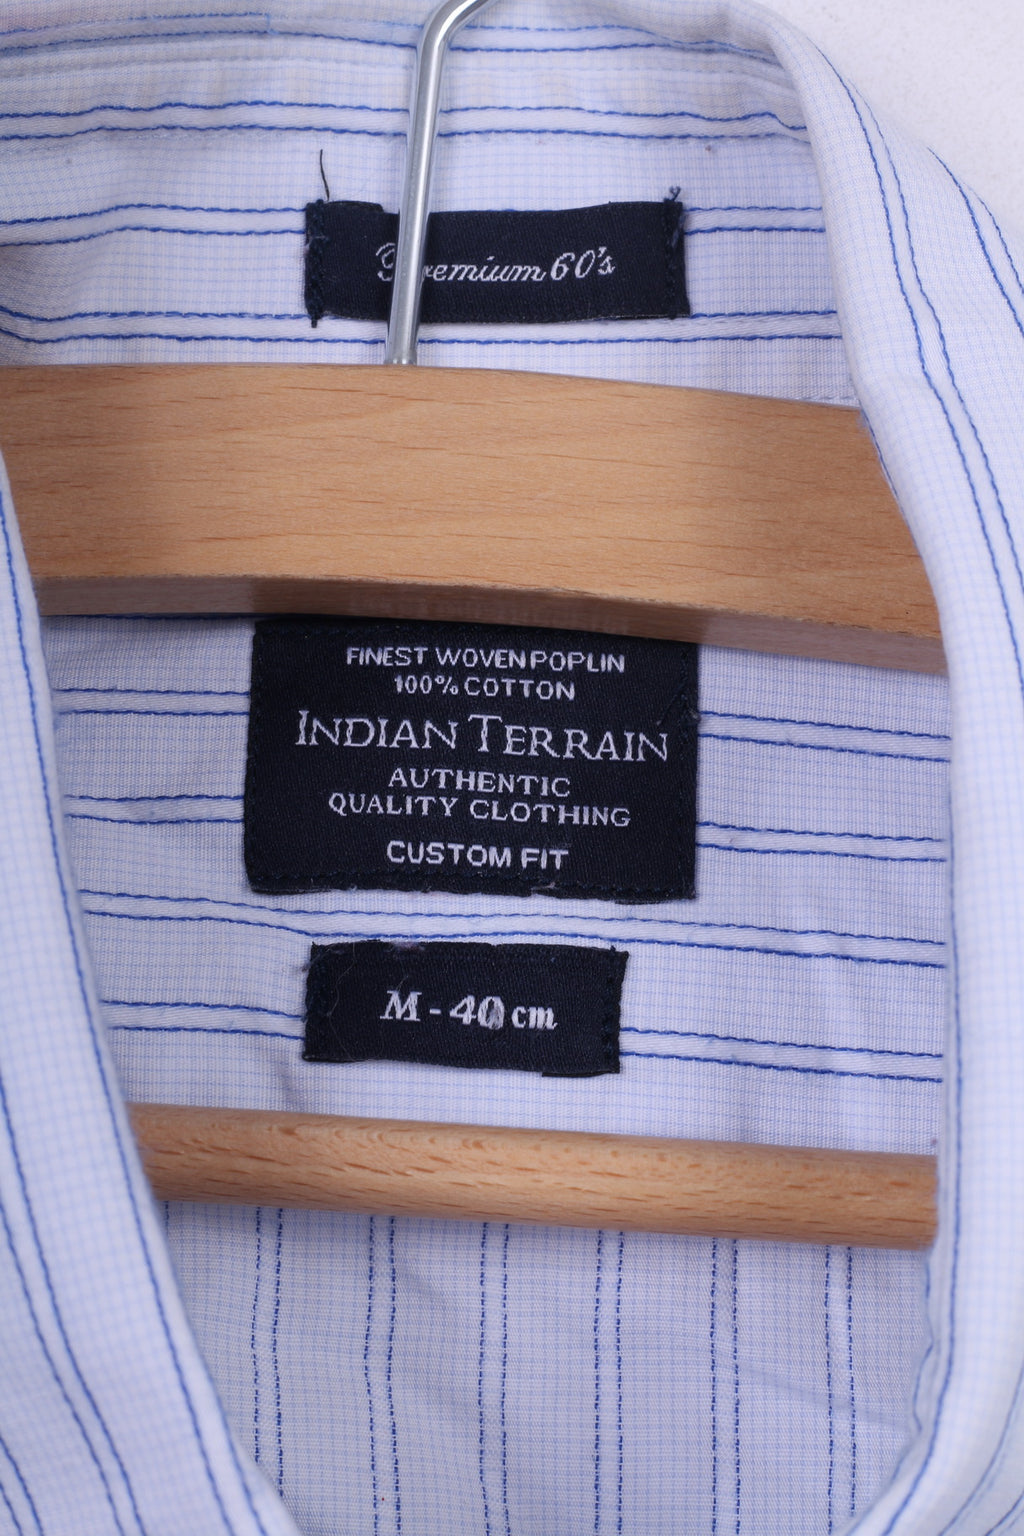 Premium 60's
FINEST WOVEN POPLIN
100% COTTON
INDIAN TERRAIN
AUTHENTIC
QUALITY CLOTHING
CUSTOM FIT
M - 40 cm